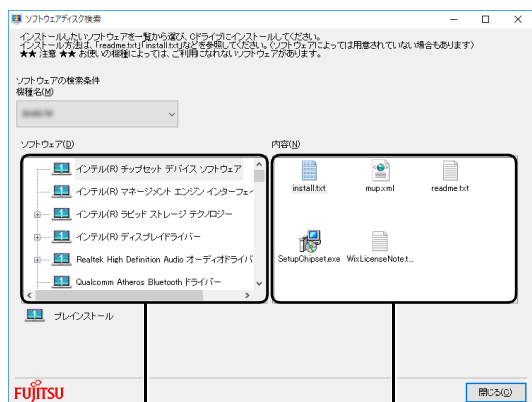 ソフトウェアディスク検索
インストールしたいソフトウェアを一覧から選び、Cドライブにインストールしてください。
インストール方法は、「Readme.txt」「install.txt」などを参照してください。(ソフトウェアによっては用意されていない場合もあります)
★★ 注意 ★★ お使いの機種によっては、ご利用になれないソフトウェアがあります。
ソフトウェアの検索条件
機種名(M)
ソフトウェア(D)
内容(N)
インテル(R) チップセット デバイス ソフトウェア
インテル(R) マネージメント エンジン インターフェイ
インテル(R) ラピッド ストレージ テクノロジー
インテル(R) ディスプレイドライバー
Realtek High Definition Audio オーディオドライバ
Qualcomm Atheros Bluetooth ドライバー
install.txt
mup.xml
readme.txt
SetupChipset.exe
WixLicenseNote.t...
プレインストール
FUJITSU
閉じる(O)